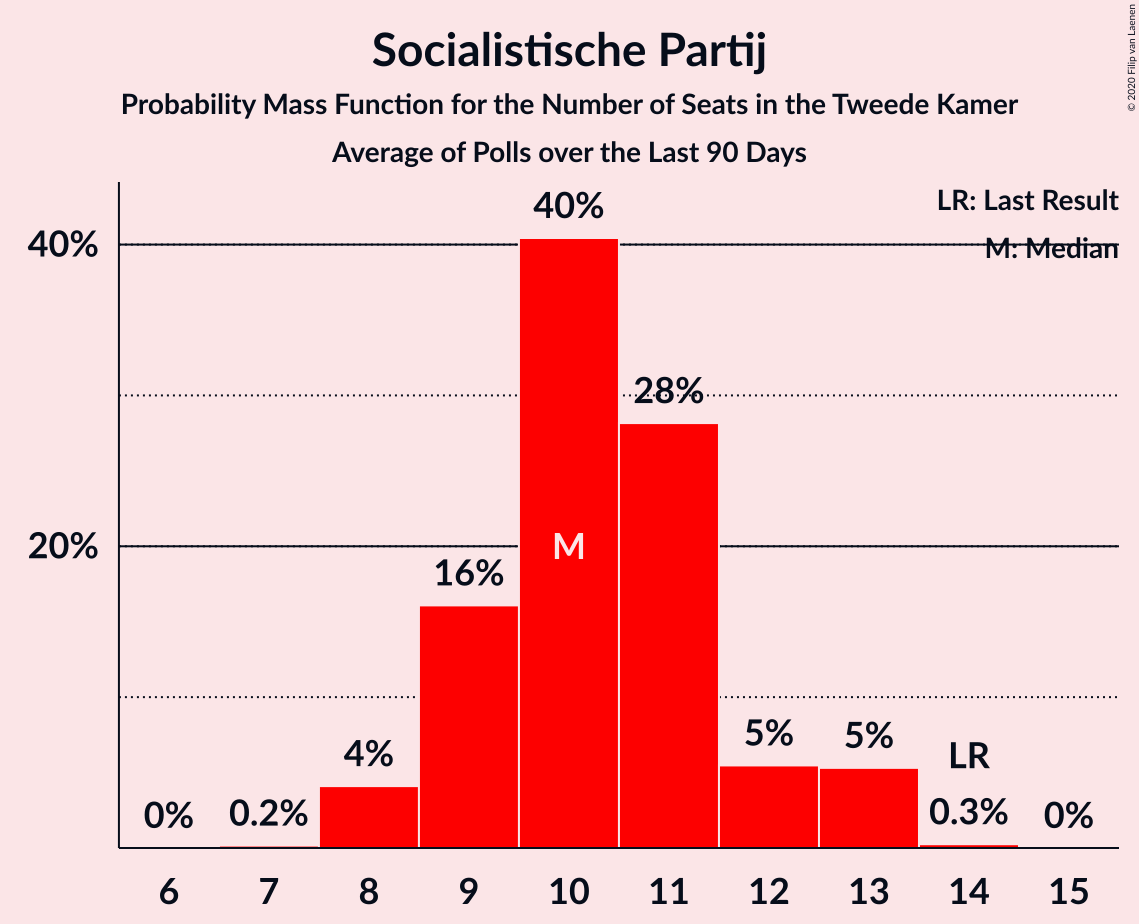 © 2020 Filip van Laenen
Socialistische Partij
Probability Mass Function for the Number of Seats in the Tweede Kamer
Average of Polls over the Last 90 Days
LR: Last Result
M: Median
40%
40%
28%
20%
M
16%
5%
5%
LR
4%
0%
0.2%
0.3%
0%
6 7 8 9 10 11 12 13 14 15